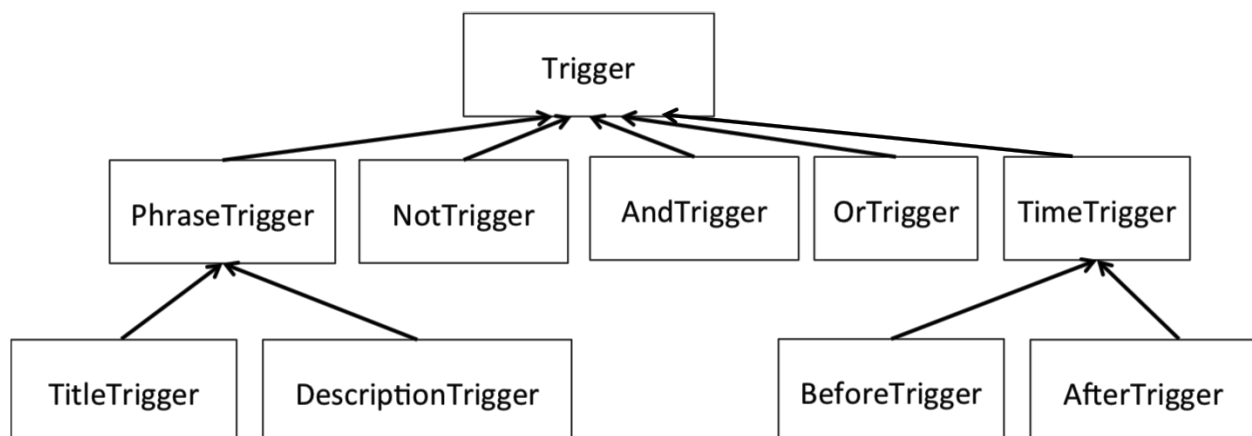 Trigger
PhraseTrigger
NotTrigger
AndTrigger
OrTrigger
TimeTrigger
TitleTrigger
DescriptionTrigger
BeforeTrigger
AfterTrigger